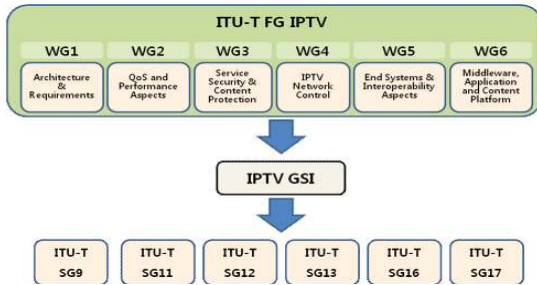 ITU-T FG IPTV
WG1 WG2 WG3 WG4 WG5 WG6
Architecture
&
Requirements
QoS and
Performance
Aspects
Service
Security &
Content
Protection
IPTV
Network
Control
End Systems &
Interoperability
Aspects
Middleware,
Application
and Content
Platform
IPTV GSI
ITU-T
SG9
ITU-T
SG11
ITU-T
SG12
ITU-T
SG13
ITU-T
SG16
ITU-T
SG17